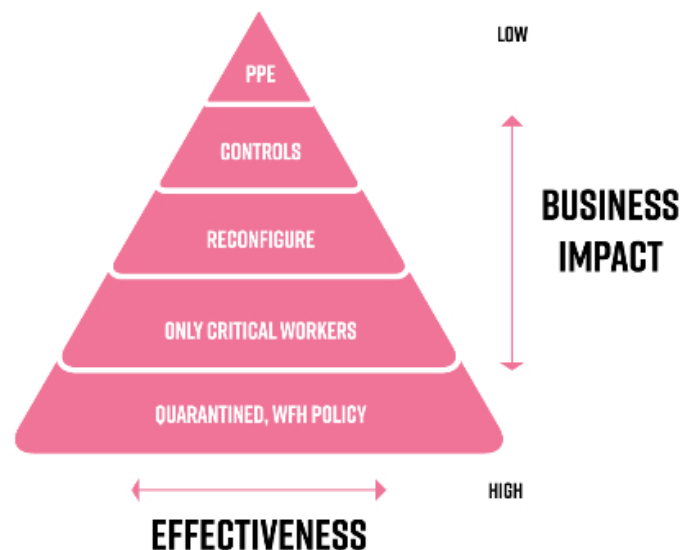 LOW
PPE
CONTROLS
BUSINESS
IMPACT
RECONFIGURE
ONLY CRITICAL WORKERS
QUARANTINED, WFH POLICY
HIGH
EFFECTIVENESS